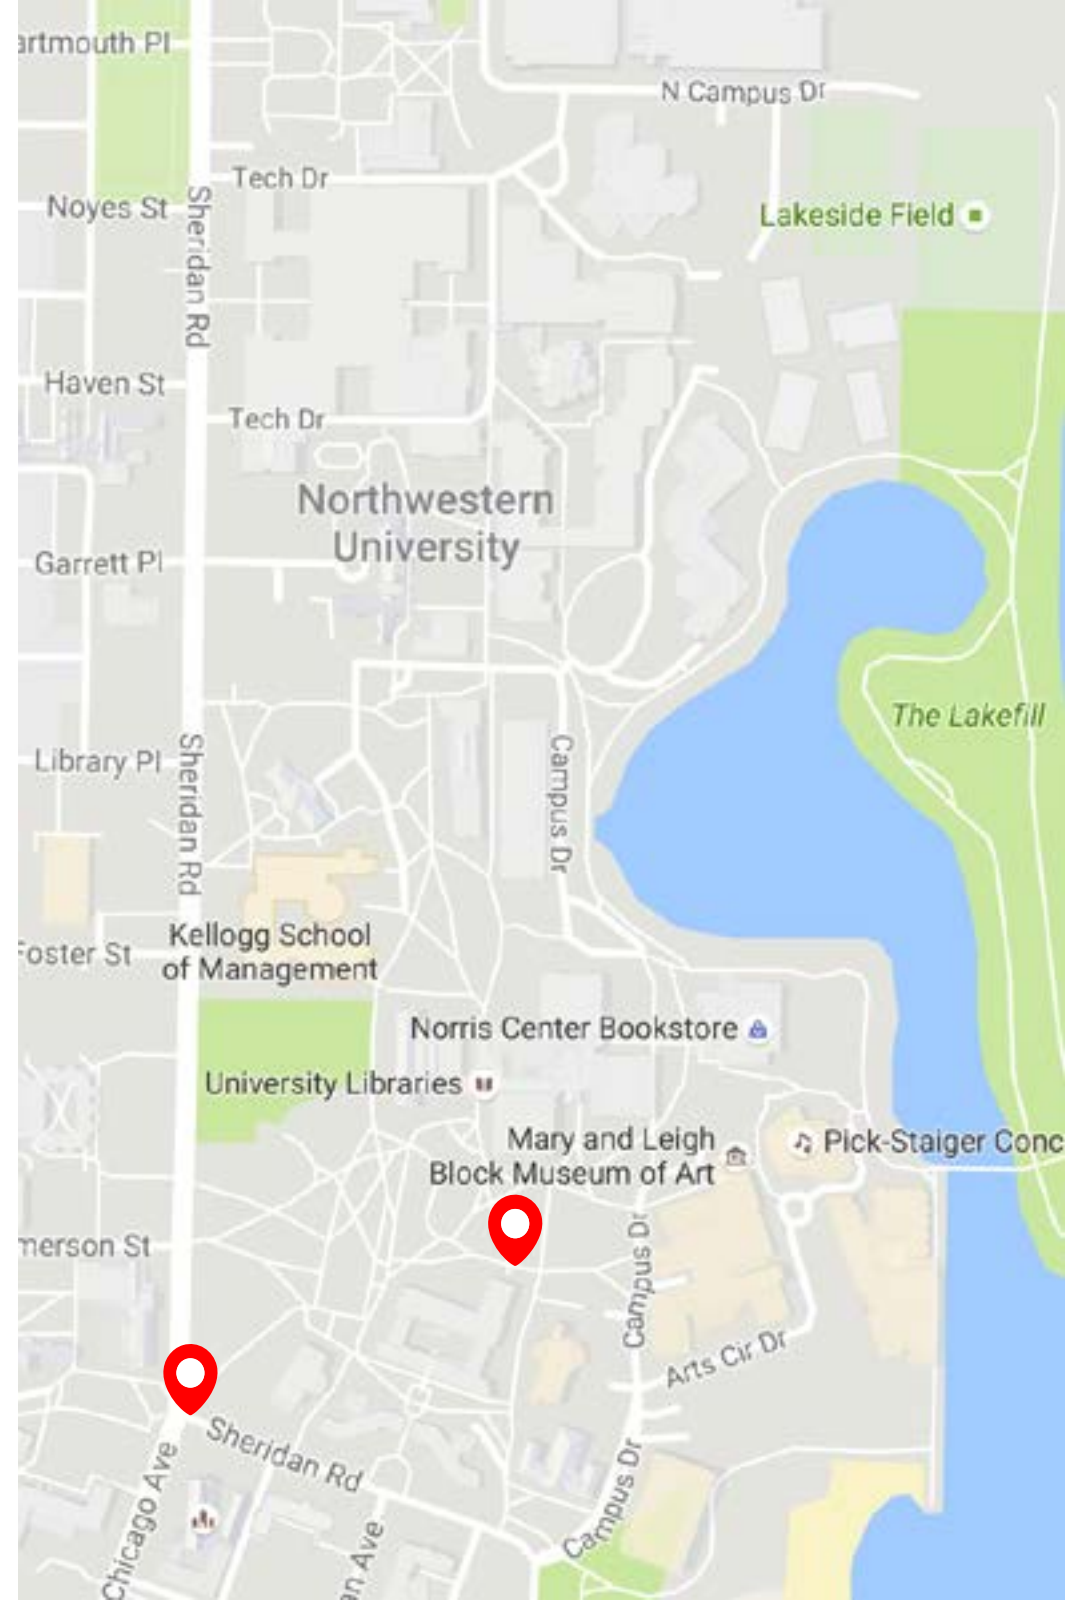 artmouth Pl
N Campus Dr
Tech Dr
Noyes St
Sheridan Rd
Lakeside Field
Haven St
Tech Dr
Northwestern
University
Garrett Pl
The Lakefill
Library Pl
Sheridan Rd
Campus Dr
Kellogg School
of Management
Foster St
Norris Center Bookstore
University Libraries
Mary and Leigh
Block Museum of Art
Pick-Staiger Conc
merson St
Campus Dr
Arts Cir Dr
Sheridan Rd
Chicago Ave
Campus Dr
an Ave